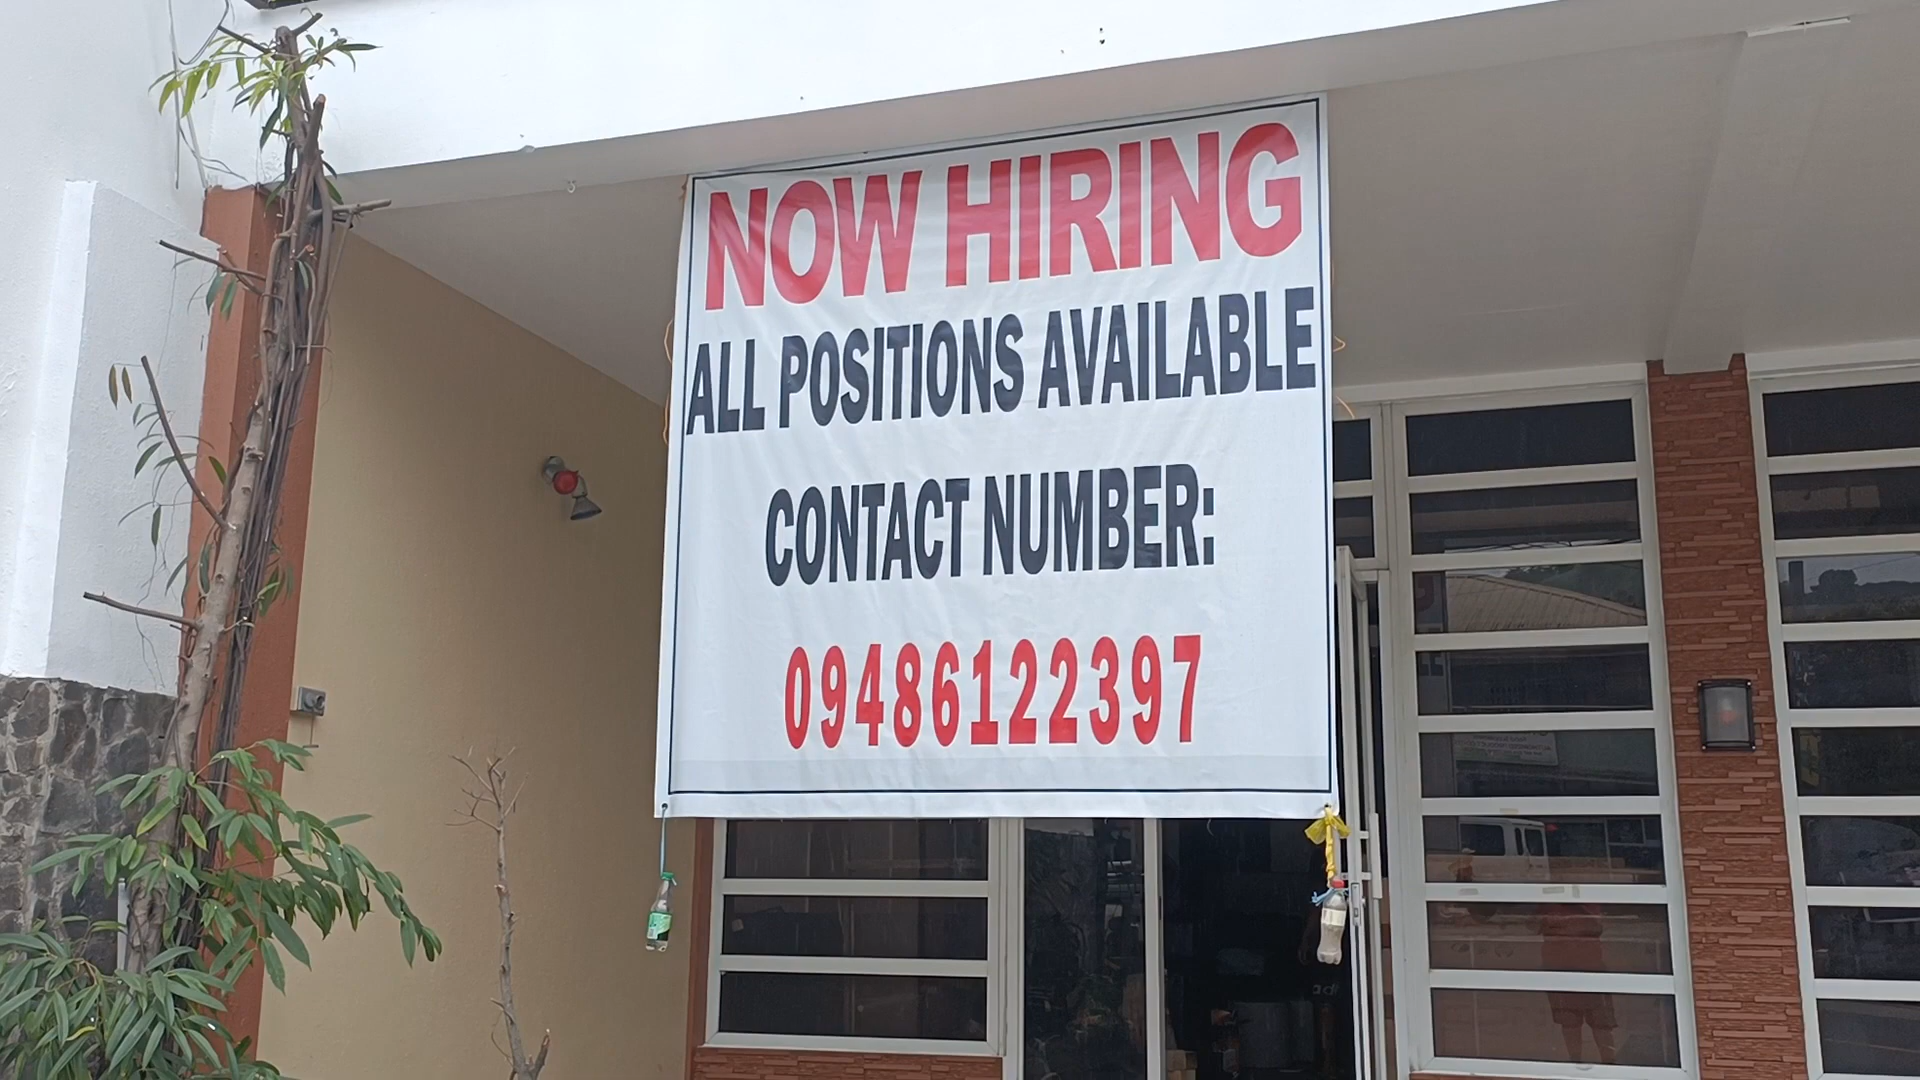 NOW HIRING
ALL POSITIONS AVAILABLE
CONTACT NUMBER:
09486122397